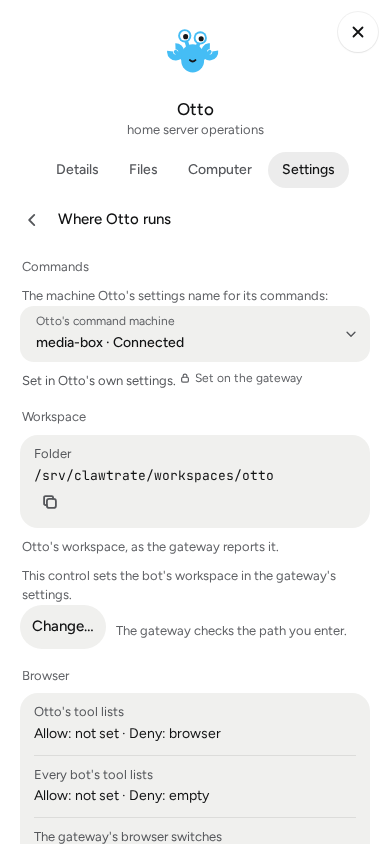 Otto
home server operations
Details Files Computer Settings
Where Otto runs
Commands
The machine Otto's settings name for its commands:
Otto's command machine
media-box · Connected
Set in Otto's own settings. Set on the gateway
Workspace
Folder
/srv/clawtrate/workspaces/otto
Otto's workspace, as the gateway reports it.
This control sets the bot's workspace in the gateway's
settings.
Change... The gateway checks the path you enter.
Browser
Otto's tool lists
Allow: not set · Deny: browser
Every bot's tool lists
Allow: not set · Deny: empty
The gateway's browser switches